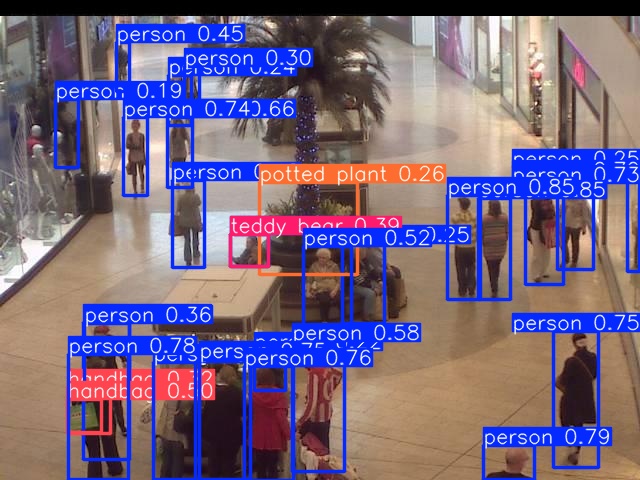 person 0.45
person 0.30
0.24
person 0.19
person 0.74
0.66
person 0
potted plant 0.26
0.25
0.73
person 0.85
.85
teddy bear 0.39
person 0.52
.25
person 0.36
person 0.58
person 0.75
person 0.78
pers
person 0.76
handbag 0.50
person 0.79